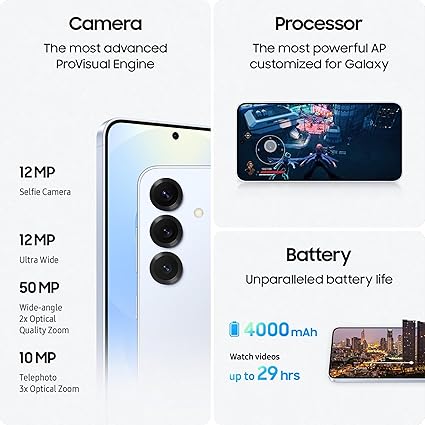 Camera
The most advanced
ProVisual Engine
12 MP
Selfie Camera
12 MP
Ultra Wide
50 MP
Wide-angle
2x Optical
Quality Zoom
10 MP
Telephoto
3x Optical Zoom
Processor
The most powerful AP
customized for Galaxy
Battery
Unparalleled battery life
4000 mAh
Watch videos
up to 29 hrs